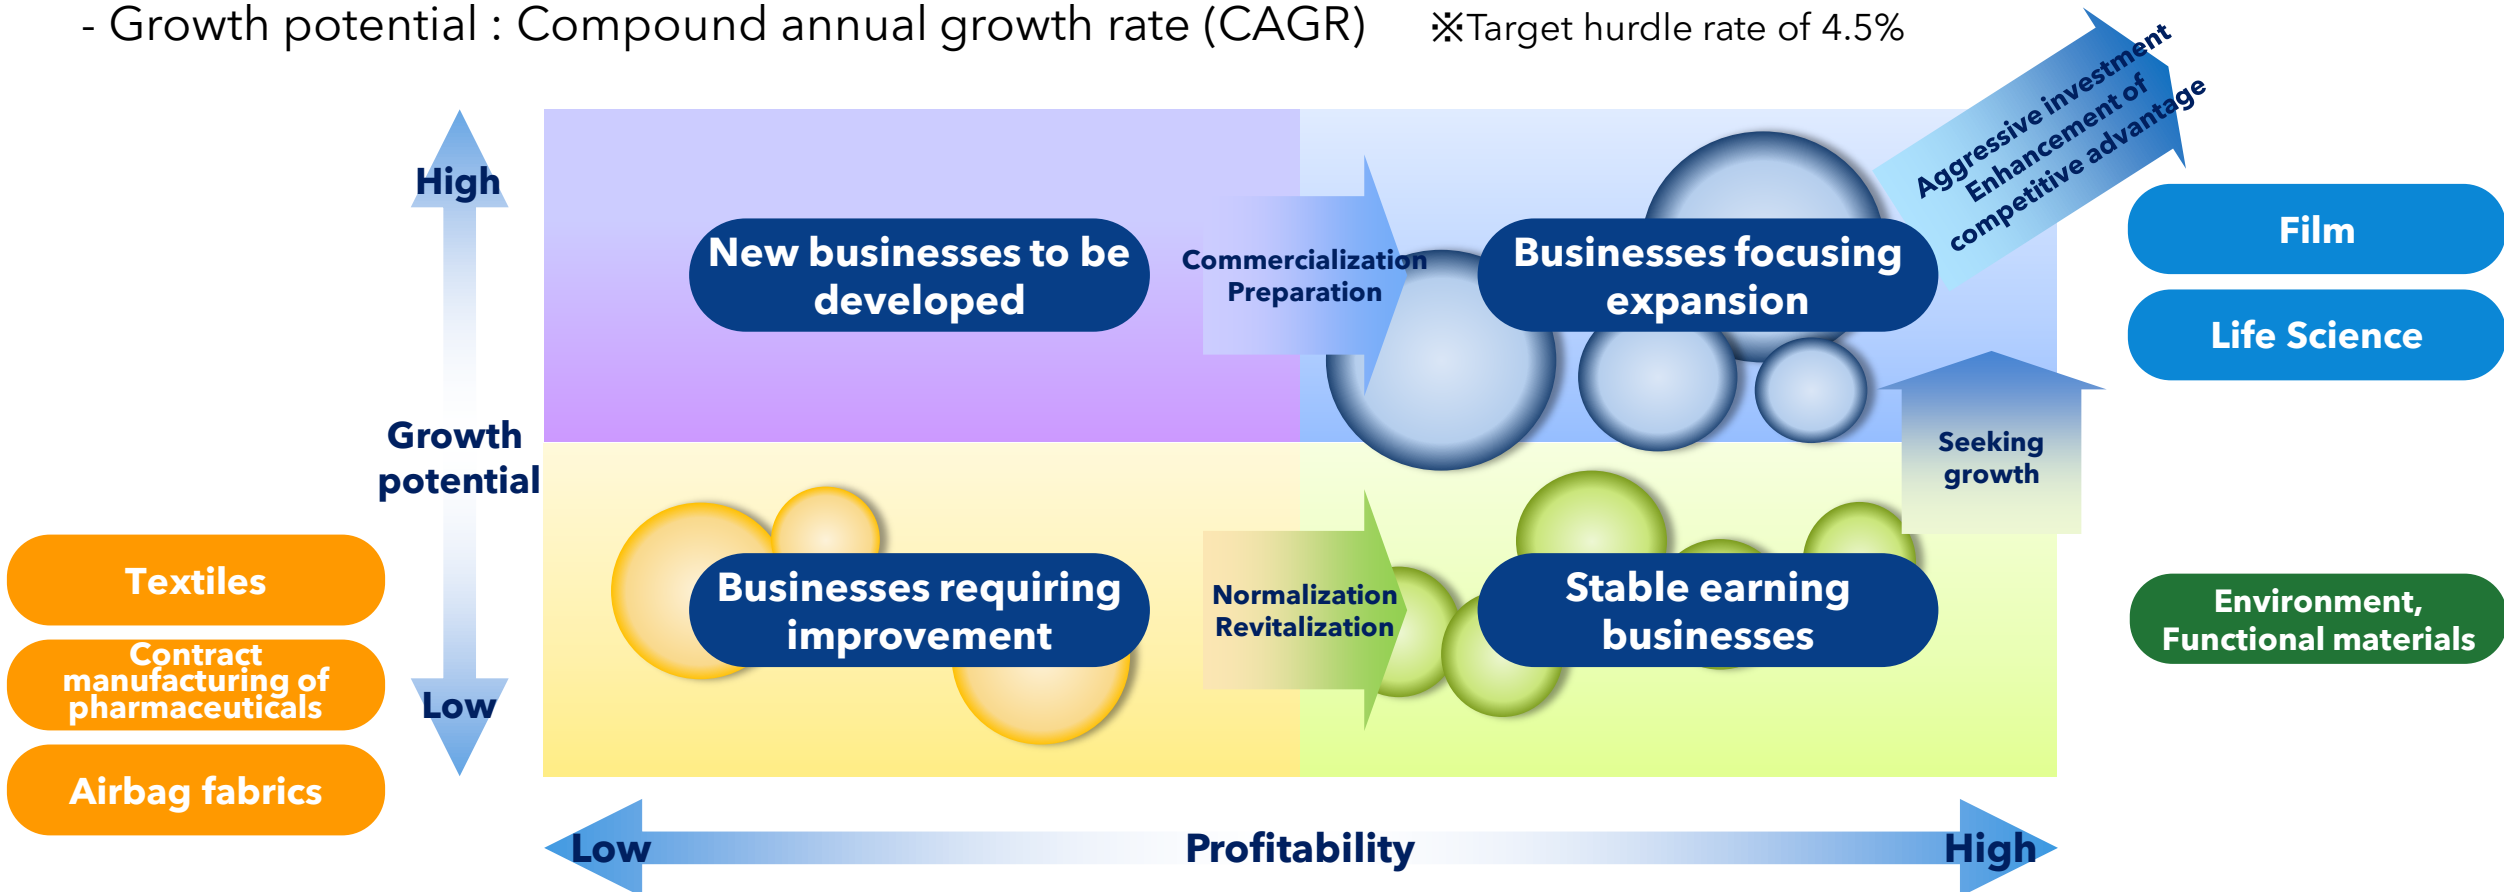 - Growth potential : Compound annual growth rate (CAGR) ※Target hurdle rate of 4.5%
Aggressive investment
Enhancement of
competitive advantage
High
New businesses to be
developed
Commercialization
Preparation
Businesses focusing
expansion
Film
Life Science
Growth
potential
Seeking
growth
Textiles
Contract
manufacturing of
pharmaceuticals
Airbag fabrics
Low
Businesses requiring
improvement
Normalization
Revitalization
Stable earning
businesses
Environment,
Functional materials
Low
Profitability
High